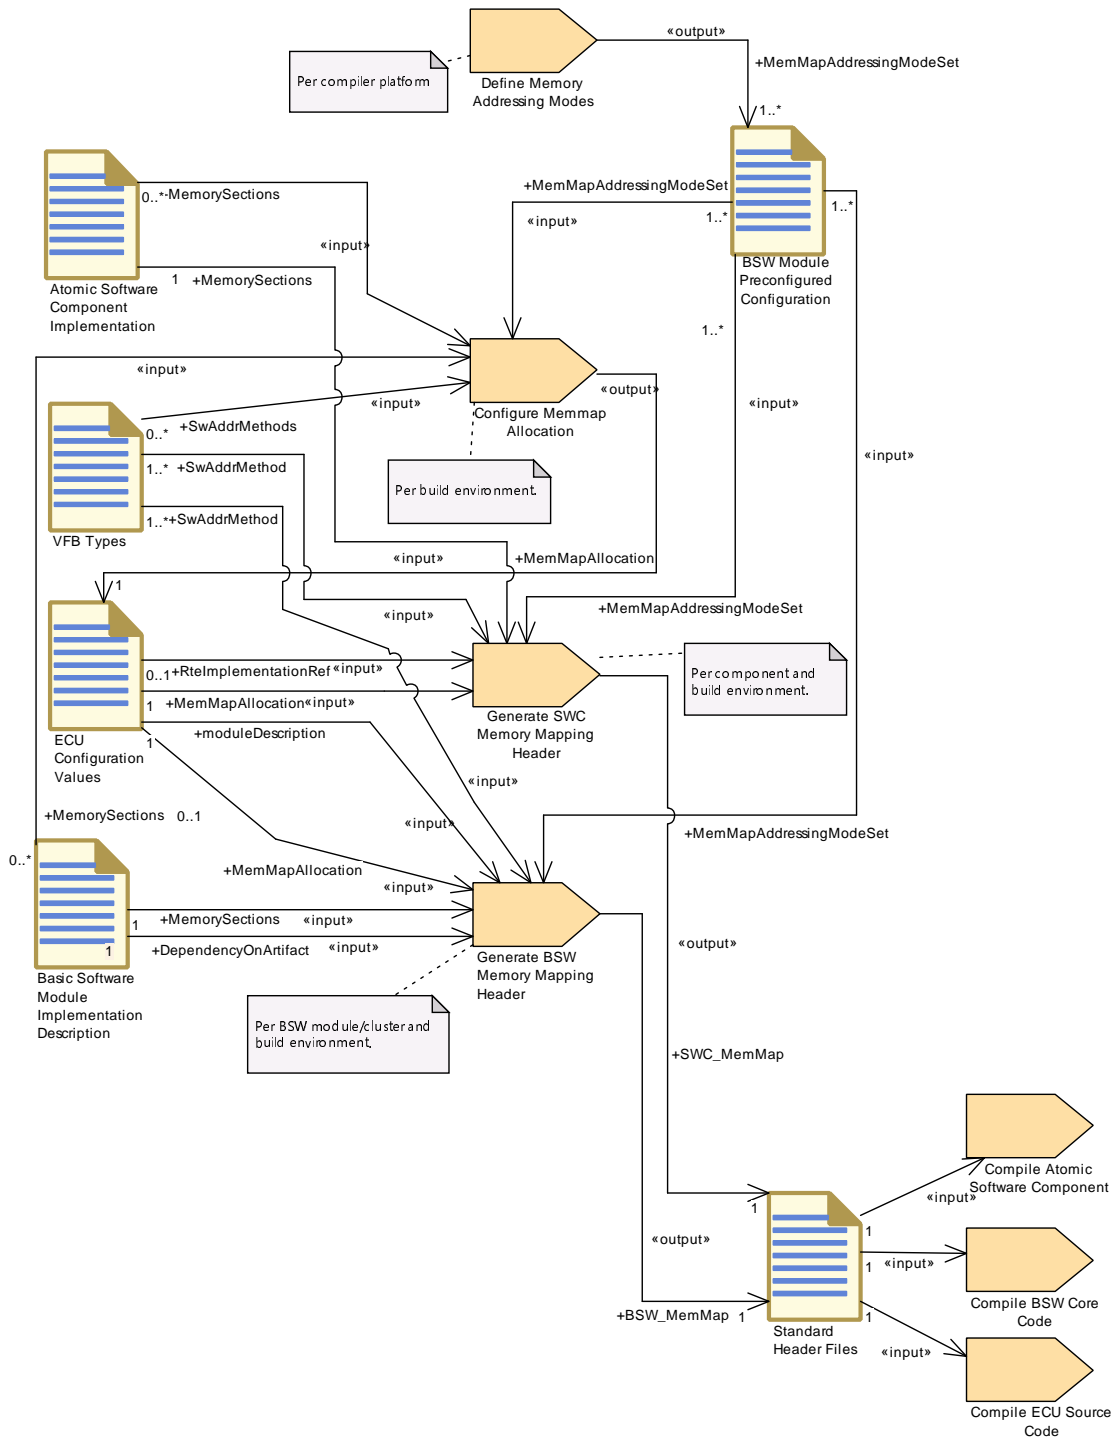 «output»
Per compiler platform
Define Memory
Addressing Modes
+MemMapAddressingModeSet
1..*
0..*
-MemorySections
+MemMapAddressingModeSet
1..*
1..*
«input»
«input»
1
+MemorySections
BSW Module
Preconfigured
Configuration
Atomic Software
Component
Implementation
1..*
«input»
«output»
«input»
«input»
Configure Memmap
Allocation
0..*
+SwAddrMethods
1..*
+SwAddrMethod
«input»
Per build environment.
1..*
+SwAddrMethod
VFB Types
«input»
+MemMapAllocation
1
+MemMapAddressingModeSet
«input»
0..1
+RteImplementationRef
«input»
Per component and
build environment.
1
+MemMapAllocation
«input»
Generate SWC
Memory Mapping
Header
+moduleDescription
1
ECU
Configuration
Values
«input»
+MemorySections
0..1
«input»
+MemMapAddressingModeSet
0..*
+MemMapAllocation
«input»
1
+MemorySections
«input»
1
+DependencyOnArtifact
«input»
«output»
Generate BSW
Memory Mapping
Header
Basic Software
Module
Implementation
Description
Per BSW module/cluster and
build environment.
+SWC_MemMap
Compile Atomic
Software Component
«input»
1
1
«output»
1
«input»
Compile BSW Core
Code
+BSW_MemMap
1
1
Standard
Header Files
«input»
Compile ECU Source
Code